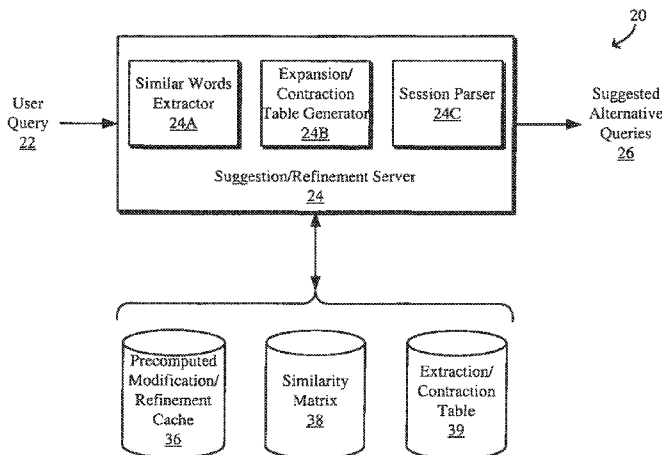 20
Similar Words
Extractor
24A
Expansion/
Contraction
Table Generator
24B
Session Parser
24C
User
Query
22
Suggested
Alternative
Queries
26
Suggestion/Refinement Server
24
Precomputed
Modification/
Refinement
Cache
36
Similarity
Matrix
38
Extraction/
Contraction
Table
39